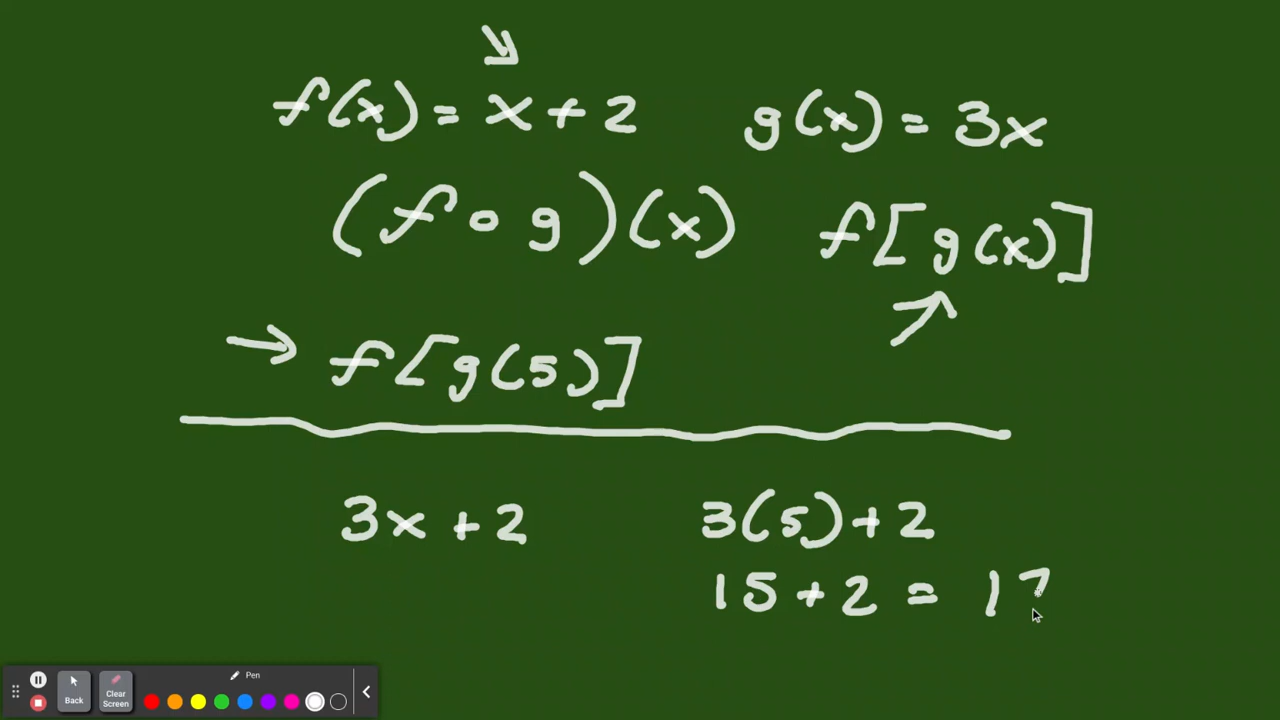 f(x) = x + 2 g(x) = 3x
(f ∘ g)(x) f[g(x)]
→ f[g(5)]
3x + 2 3(5) + 2
15 + 2 = 17
Pen
Back
Clear
Screen